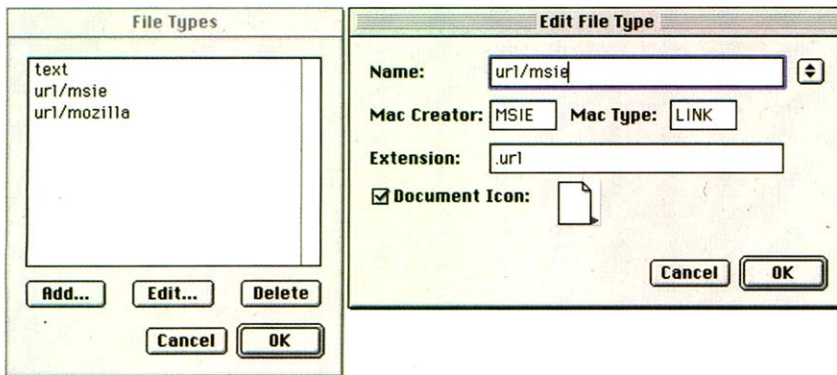 File Types
text
url/msie
url/mozilla
Add... Edit... Delete
Cancel OK
Edit File Type
Name: url/msie
Mac Creator: MSIE Mac Type: LINK
Extension: .url
Document Icon:
Cancel OK